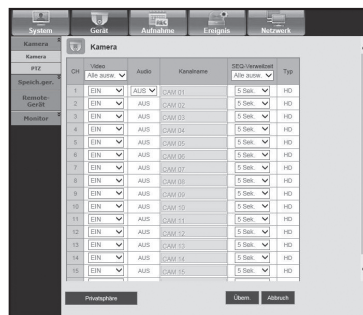 System Gerät Aufnahme Ereignis Netzwerk
Kamera
Kamera
PTZ
Speich.ger.
Remote-
Gerät
Monitor
Kamera
CH Video Audio Kanalname SEQ-Verweilzeit Typ
Alle ausw. Alle ausw.
1 EIN AUS CAM 01 5 Sek. HD
2 EIN AUS CAM 02 5 Sek. HD
3 EIN AUS CAM 03 5 Sek. HD
4 EIN AUS CAM 04 5 Sek. HD
5 EIN AUS CAM 05 5 Sek. HD
6 EIN AUS CAM 06 5 Sek. HD
7 EIN AUS CAM 07 5 Sek. HD
8 EIN AUS CAM 08 5 Sek. HD
9 EIN AUS CAM 09 5 Sek. HD
10 EIN AUS CAM 10 5 Sek. HD
11 EIN AUS CAM 11 5 Sek. HD
12 EIN AUS CAM 12 5 Sek. HD
13 EIN AUS CAM 13 5 Sek. HD
14 EIN AUS CAM 14 5 Sek. HD
15 EIN AUS CAM 15 5 Sek. HD
Privatsphäre Übern. Abbruch